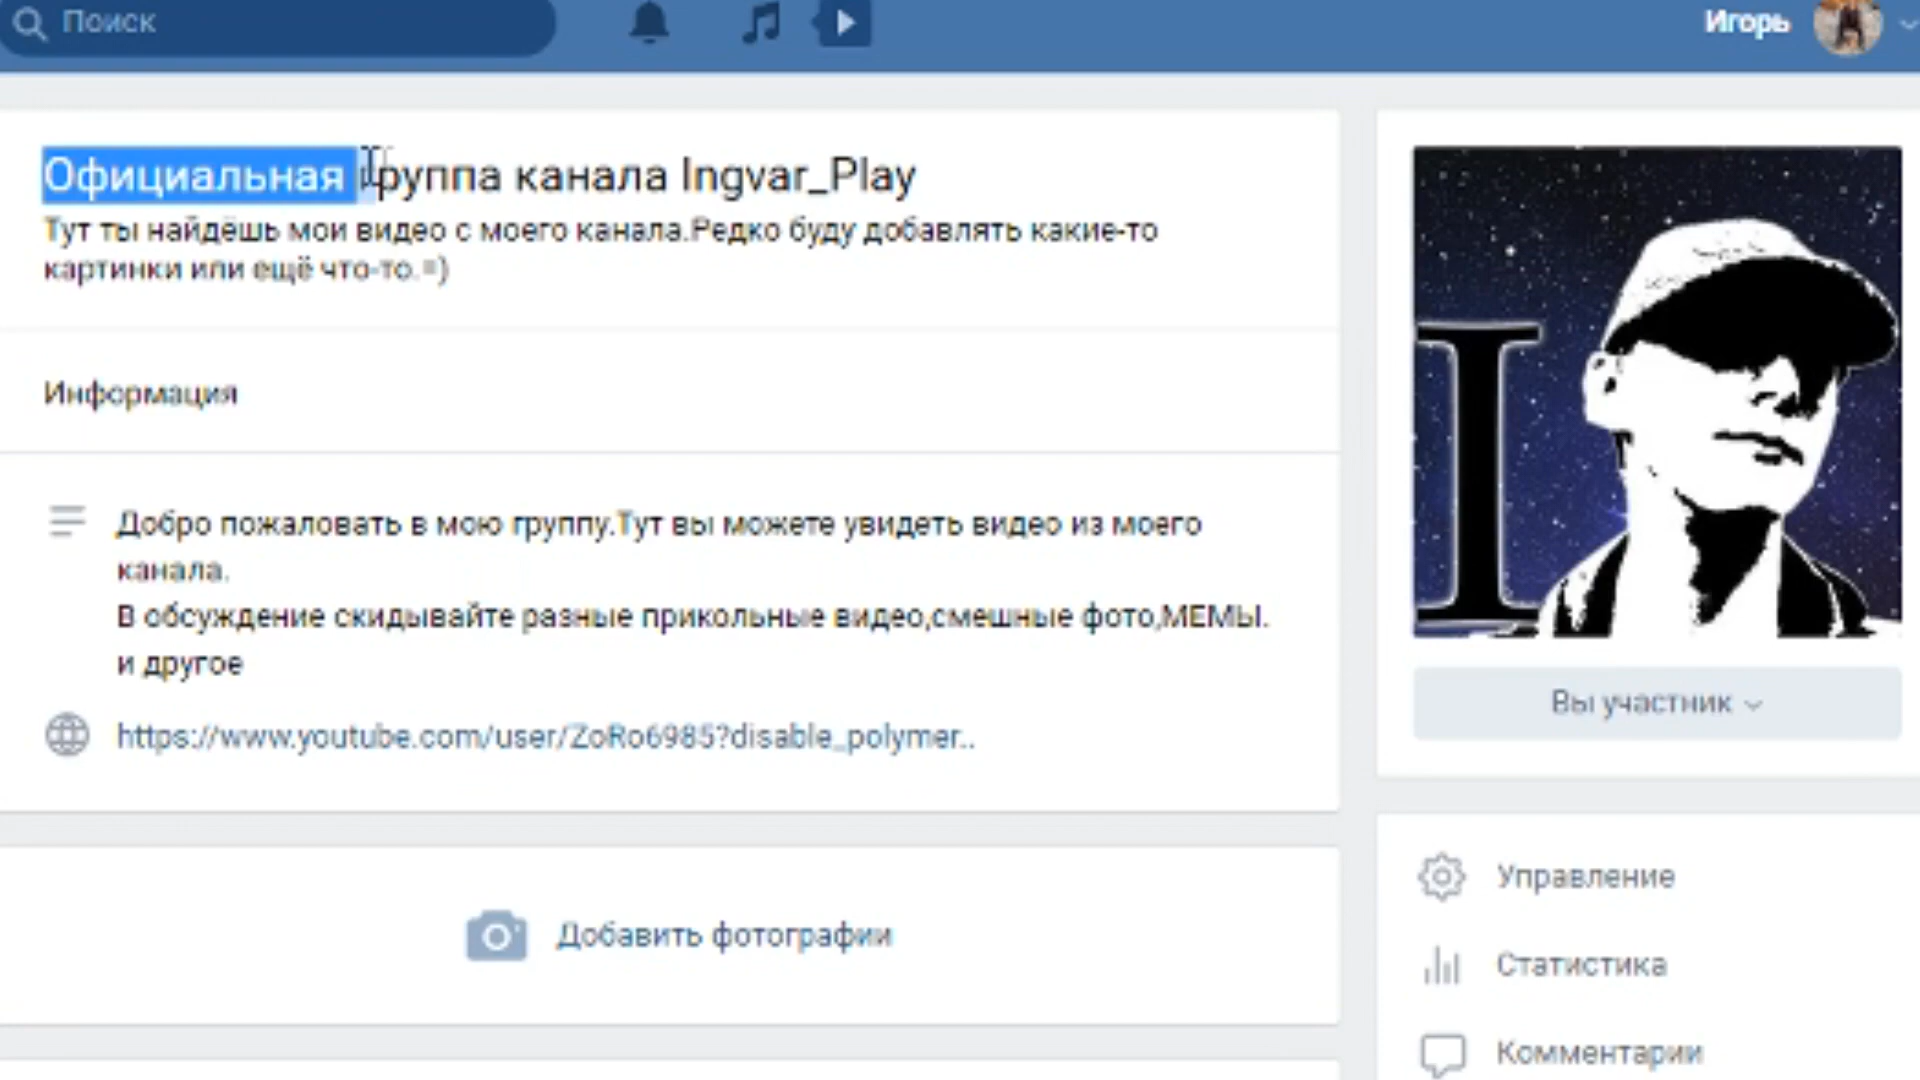 Поиск
Игорь
Официальная группа канала Ingvar_Play
Тут ты найдёшь мои видео с моего канала.Редко буду добавлять какие-то
картинки или ещё что-то.=)
Информация
Добро пожаловать в мою группу.Тут вы можете увидеть видео из моего
канала.
В обсуждение скидывайте разные прикольные видео,смешные фото,МЕМЫ.
и другое
https://www.youtube.com/user/ZoRo6985?disable_polymer..
Добавить фотографии
I
Вы участник
Управление
Статистика
Комментарии